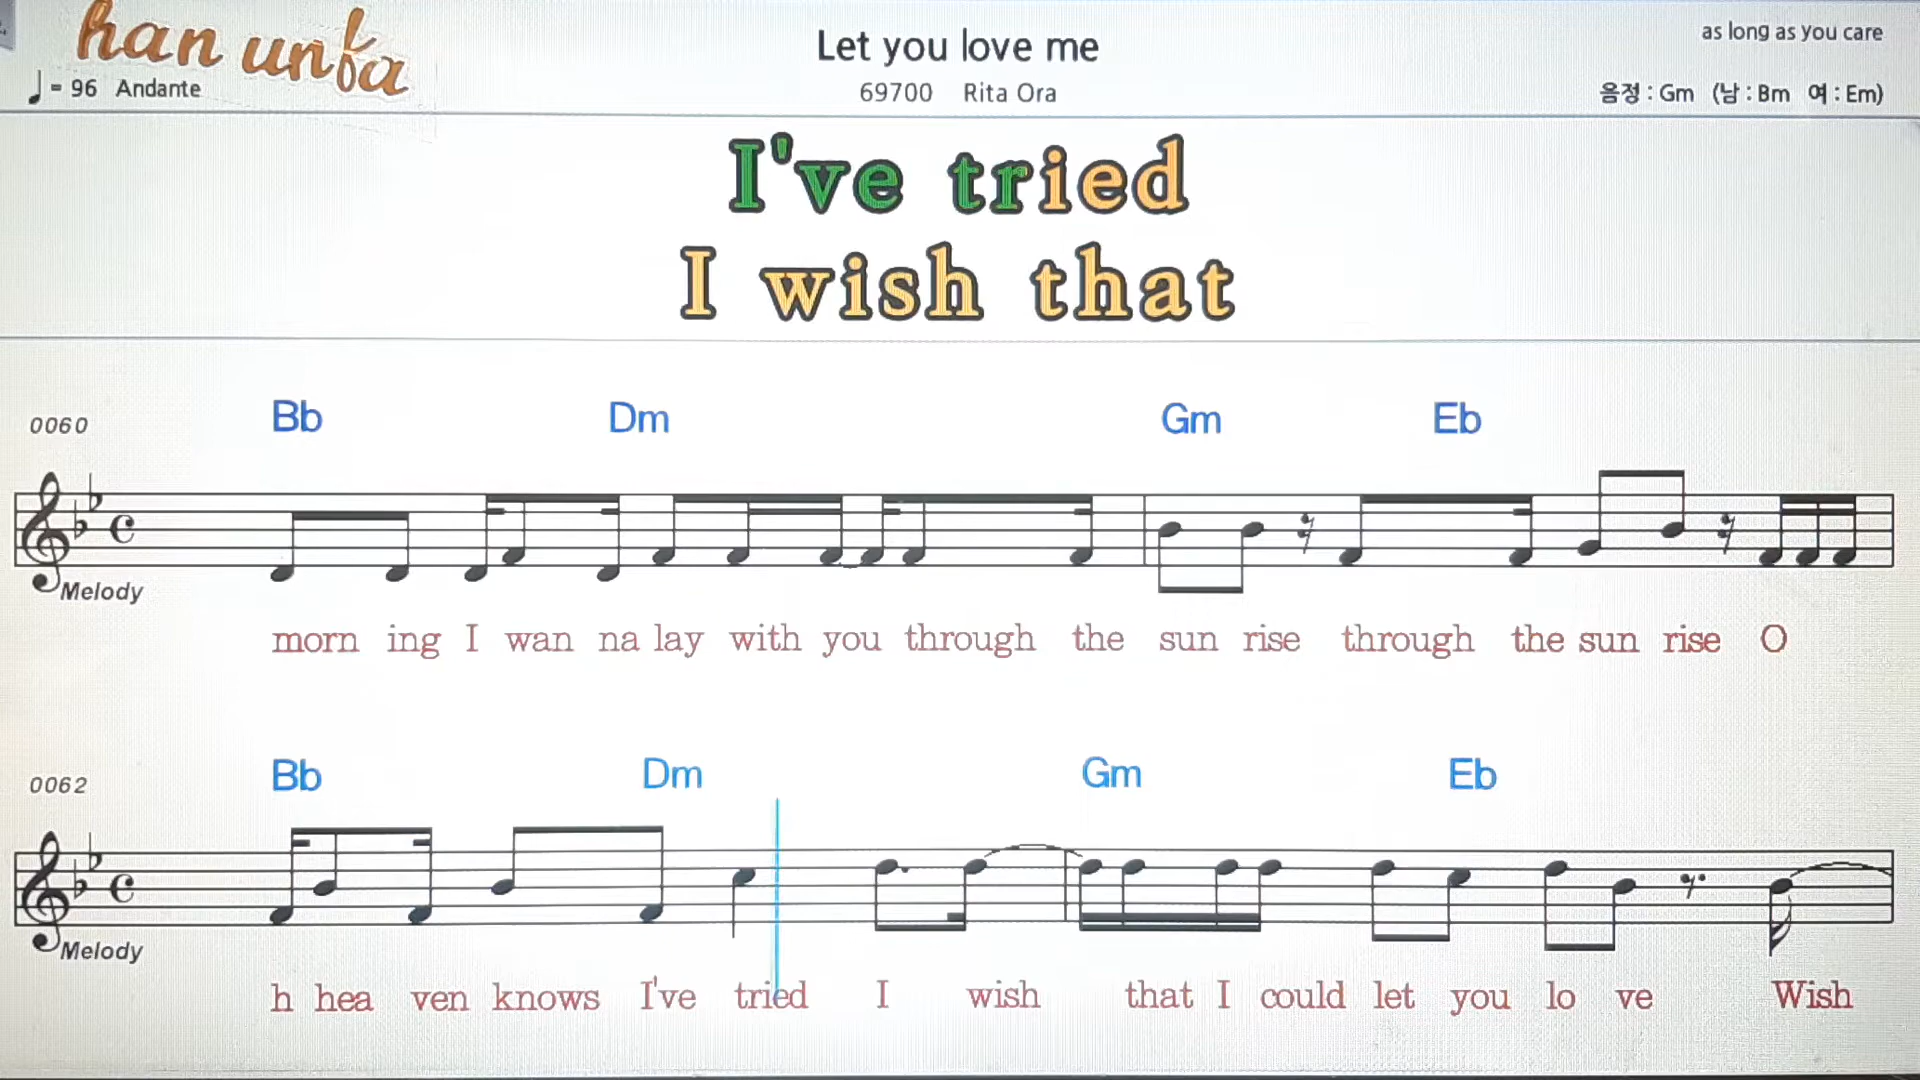 han unfa
Let you love me
as long as you care
= 96 Andante
69700 Rita Ora
음정 : Gm (남 : Bm 여 : Em)
I've tried
I wish that
0060
Bb Dm Gm Eb
Melody
morn ing I wan na lay with you through the sun rise through the sun rise O
0062
Bb Dm Gm Eb
Melody
h hea ven knows I've tried I wish that I could let you lo ve Wish